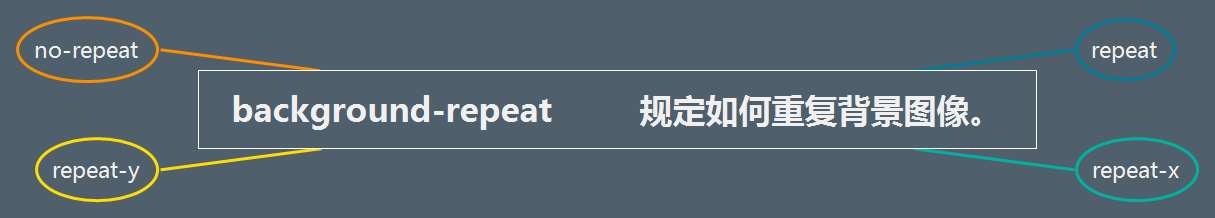 no-repeat
repeat
background-repeat 规定如何重复背景图像。
repeat-y
repeat-x